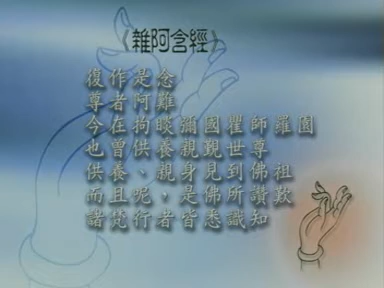 《雜阿含經》
復作是念
尊者阿難
今在拘睒彌國瞿師羅園
也曾供養親覲世尊
供養、親身見到佛祖
而且呢，是佛所讚歎
諸梵行者皆悉識知